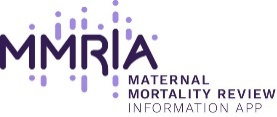 MMRIA
MATERNAL
MORTALITY REVIEW
INFORMATION APP